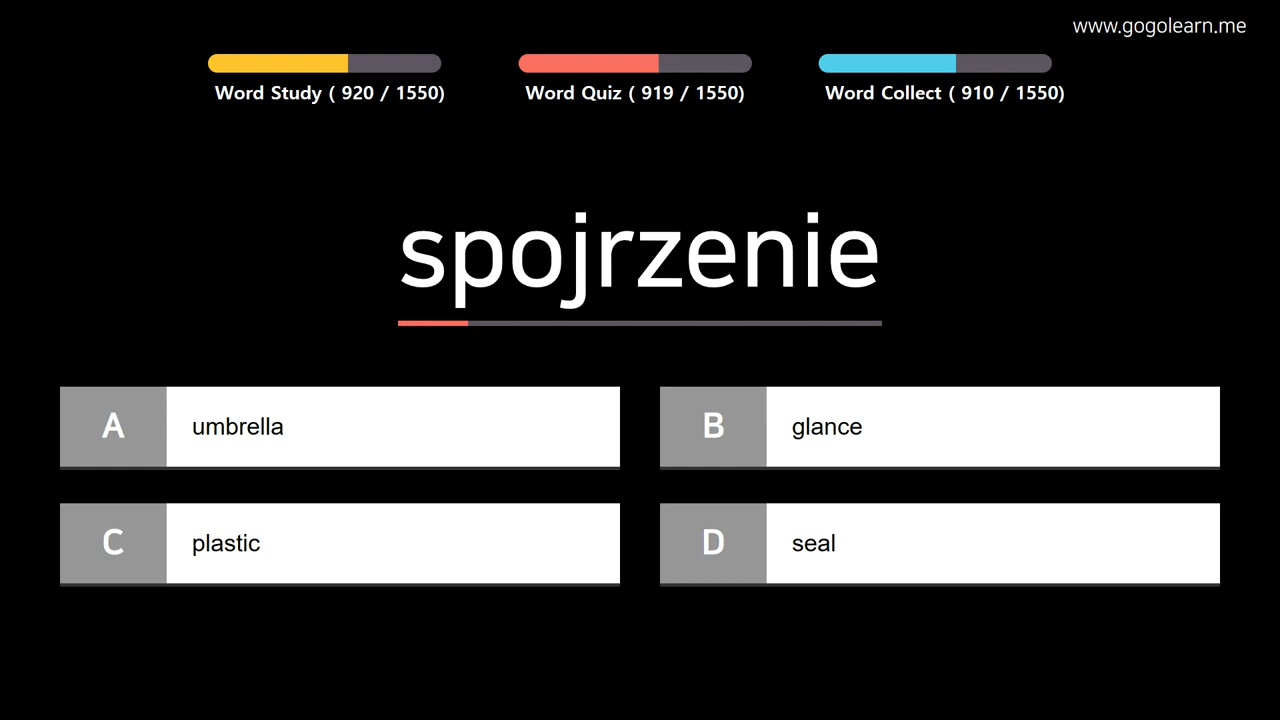 www.gogolearn.me
Word Study ( 920 / 1550)
Word Quiz ( 919 / 1550)
Word Collect ( 910 / 1550)
spojrzenie
A umbrella
B glance
C plastic
D seal